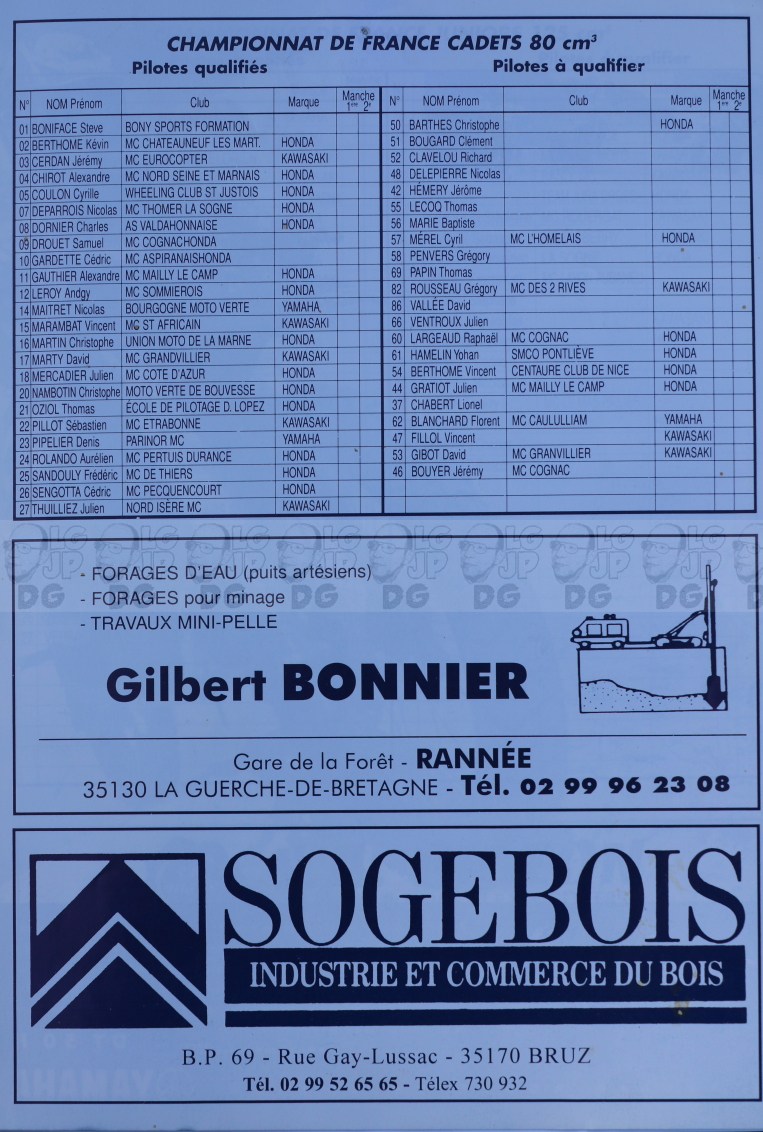 CHAMPIONNAT DE FRANCE CADETS 80 cm³
Pilotes qualifiés
N° NOM Prénom Club Marque Manche 1ère 2e
01 BONIFACE Steve BONY SPORTS FORMATION
02 BERTHOME Kévin MC CHATEAUNEUF LES MART. HONDA
03 CERDAN Jérémy MC EUROCOPTER KAWASAKI
04 CHIROT Alexandre MC NORD SEINE ET MARNAIS HONDA
05 COULON Cyrille WHEELING CLUB ST JUSTOIS HONDA
07 DEPARROIS Nicolas MC THOMER LA SOGNE HONDA
08 DORNIER Charles AS VALDAHONNAISE HONDA
09 DROUET Samuel MC COGNACHONDA
10 GARDETTE Cédric MC ASPIRANAISHONDA
11 GAUTHIER Alexandre MC MAILLY LE CAMP HONDA
12 LEROY Andgy MC SOMMIEROIS HONDA
14 MAITRET Nicolas BOURGOGNE MOTO VERTE YAMAHA
15 MARAMBAT Vincent MC ST AFRICAIN KAWASAKI
16 MARTIN Christophe UNION MOTO DE LA MARNE HONDA
17 MARTY David MC GRANDVILLIER KAWASAKI
18 MERCADIER Julien MC COTE D'AZUR HONDA
20 NAMBOTIN Christophe MOTO VERTE DE BOUVESSE HONDA
21 OZIOL Thomas ÉCOLE DE PILOTAGE D. LOPEZ HONDA
22 PILLOT Sébastien MC ETRABONNE KAWASAKI
23 PIPELIER Denis PARINOR MC YAMAHA
24 ROLANDO Aurélien MC PERTUIS DURANCE HONDA
25 SANDOULY Frédéric MC DE THIERS HONDA
26 SENGOTTA Cédric MC PECQUENCOURT HONDA
27 THUILLIEZ Julien NORD ISÈRE MC KAWASAKI
Pilotes à qualifier
N° NOM Prénom Club Marque Manche 1ère 2e
50 BARTHES Christophe HONDA
51 BOUGARD Clément
52 CLAVELOU Richard
48 DELEPIERRE Nicolas
42 HÉMERY Jérôme
55 LECOQ Thomas
56 MARIE Baptiste
57 MÉREL Cyril MC L'HOMELAIS HONDA
58 PENVERS Grégory
69 PAPIN Thomas
82 ROUSSEAU Grégory MC DES 2 RIVES KAWASAKI
86 VALLÉE David
66 VENTROUX Julien
60 LARGEAUD Raphaël MC COGNAC HONDA
61 HAMELIN Yohan SMCO PONTLIÈVE HONDA
54 BERTHOME Vincent CENTAURE CLUB DE NICE HONDA
44 GRATIOT Julien MC MAILLY LE CAMP HONDA
37 CHABERT Lionel
62 BLANCHARD Florent MC CAULULLIAM YAMAHA
47 FILLOL Vincent KAWASAKI
53 GIBOT David MC GRANVILLIER KAWASAKI
46 BOUYER Jérémy MC COGNAC
- FORAGES D'EAU (puits artésiens)
- FORAGES pour minage
- TRAVAUX MINI-PELLE
Gilbert BONNIER
Gare de la Forêt - RANNÉE
35130 LA GUERCHE-DE-BRETAGNE - Tél. 02 99 96 23 08
SOGEBOIS
INDUSTRIE ET COMMERCE DU BOIS
B.P. 69 - Rue Gay-Lussac - 35170 BRUZ
Tél. 02 99 52 65 65 - Télex 730 932